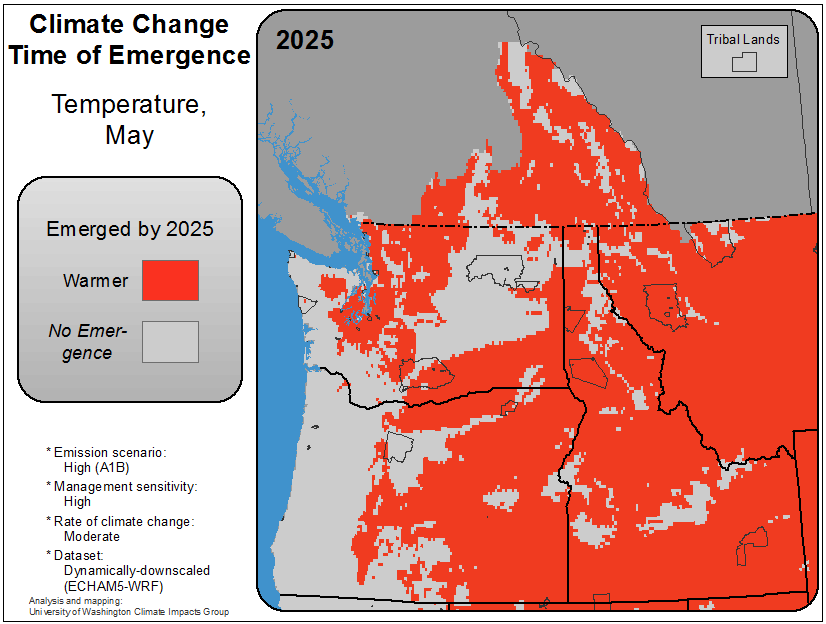 Climate Change
Time of Emergence
Temperature,
May
Emerged by 2025
Warmer
No Emer-
gence
* Emission scenario:
High (A1B)
* Management sensitivity:
High
* Rate of climate change:
Moderate
* Dataset:
Dynamically-downscaled
(ECHAM5-WRF)
Analysis and mapping:
University of Washington Climate Impacts Group
2025
Tribal Lands